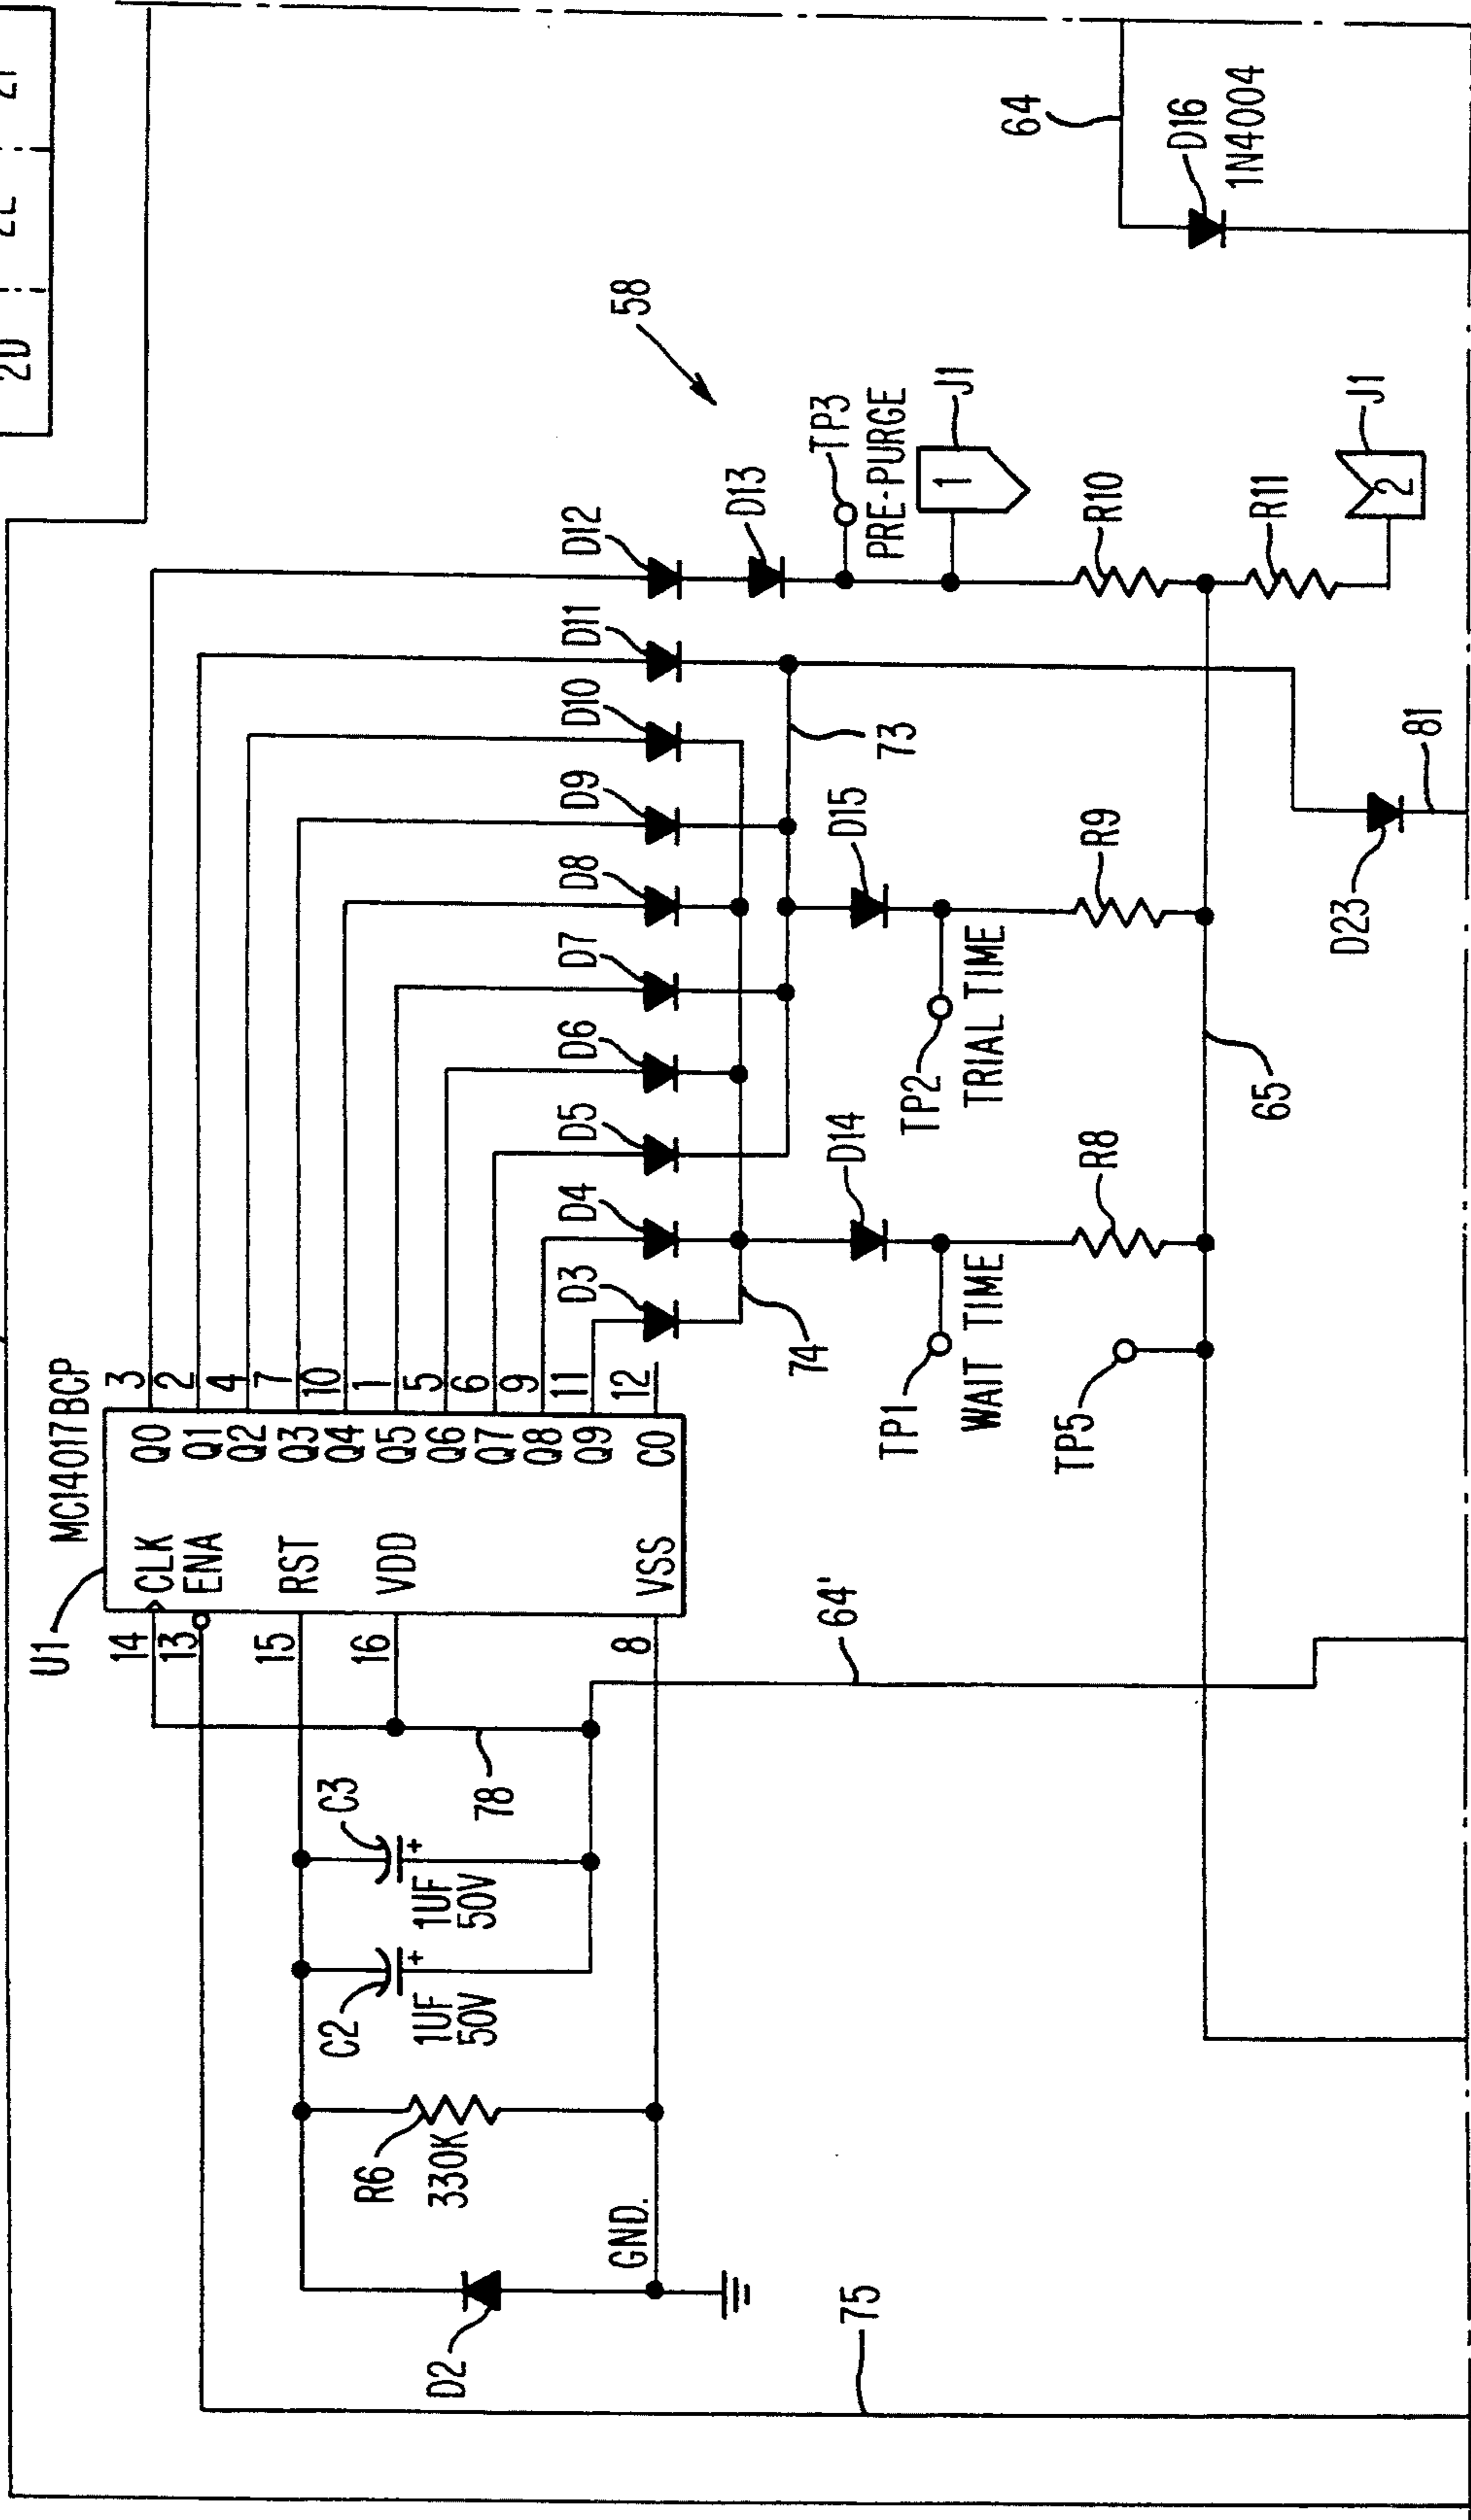 2D 2E 2F
MC14017BCP
U1
14 CLK Q0 3
13 ENA Q1 2
Q2 4
15 RST Q3 7
Q4 10
16 VDD Q5 1
Q6 5
Q7 6
Q8 9
Q9 11
8 VSS CO 12
C3
1UF
50V
C2
1UF
50V
78
R6
330K
D2
GND.
75
64'
D3
D4
D5
D6
D7
D8
D9
D10
D11
D12
D13
58
64
D16
1N4004
TP3
PRE-PURGE
J1
1
74
73
D14
D15
TP1
WAIT TIME
TP2
TRIAL TIME
TP5
R8
R9
R10
R11
J1
2
65
D23
81